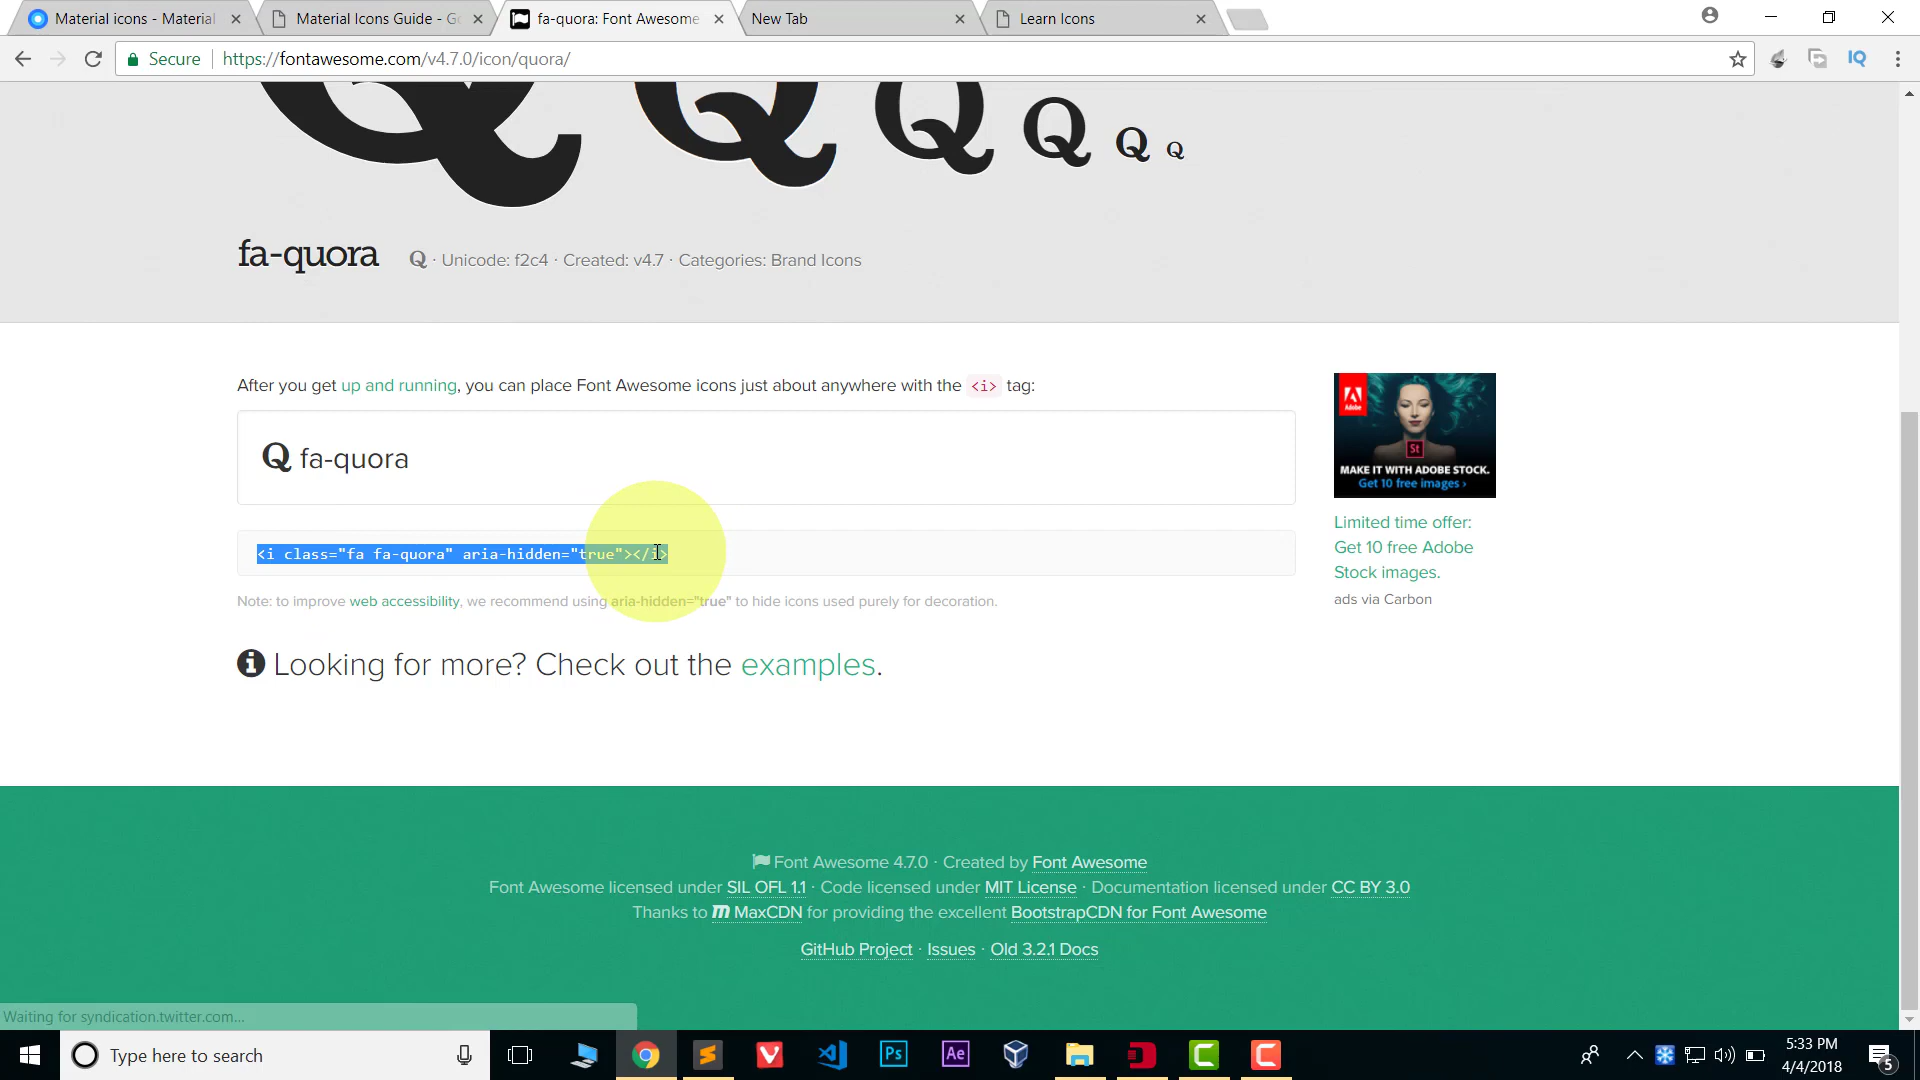 Material icons - Material
Material Icons Guide - Go
fa-quora: Font Awesome
New Tab
Learn Icons
Secure
https://fontawesome.com/v4.7.0/icon/quora/
IQ
fa-quora
Q · Unicode: f2c4 · Created: v4.7 · Categories: Brand Icons
After you get up and running, you can place Font Awesome icons just about anywhere with the <i> tag:
Q fa-quora
<i class="fa fa-quora" aria-hidden="true"></i>
Note: to improve web accessibility, we recommend using aria-hidden="true" to hide icons used purely for decoration.
Looking for more? Check out the examples.
Adobe
St
MAKE IT WITH ADOBE STOCK.
Get 10 free images ›
Limited time offer:
Get 10 free Adobe
Stock images.
ads via Carbon
Font Awesome 4.7.0 · Created by Font Awesome
Font Awesome licensed under SIL OFL 1.1 · Code licensed under MIT License · Documentation licensed under CC BY 3.0
Thanks to MaxCDN for providing the excellent BootstrapCDN for Font Awesome
GitHub Project · Issues · Old 3.2.1 Docs
Waiting for syndication.twitter.com...
Type here to search
Ps
Ae
5:33 PM
4/4/2018
5